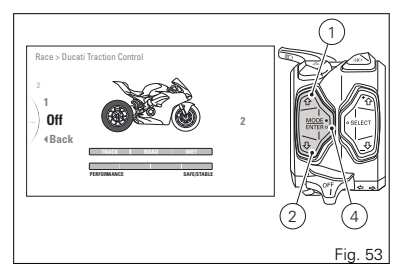 Race > Ducati Traction Control
2
1
Off
Back
2
TRACK ROAD WET
PERFORMANCE SAFE/STABLE
1
MODE
ENTER
SELECT
OFF
2
4
Fig. 53